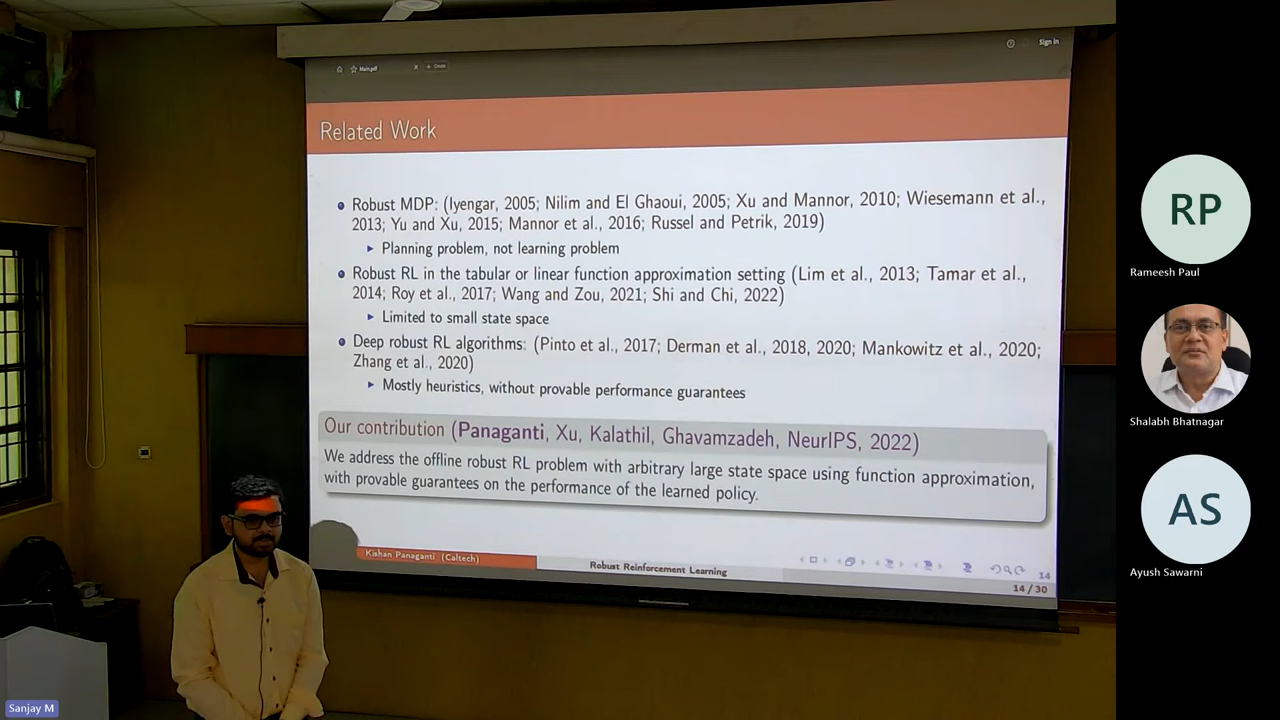 Main.pdf
Create
Sign in
Related Work
Robust MDP: (Iyengar, 2005; Nilim and El Ghaoui, 2005; Xu and Mannor, 2010; Wiesemann et al.,
2013; Yu and Xu, 2015; Mannor et al., 2016; Russel and Petrik, 2019)
Planning problem, not learning problem
Robust RL in the tabular or linear function approximation setting (Lim et al., 2013; Tamar et al.,
2014; Roy et al., 2017; Wang and Zou, 2021; Shi and Chi, 2022)
Limited to small state space
Deep robust RL algorithms: (Pinto et al., 2017; Derman et al., 2018, 2020; Mankowitz et al., 2020;
Zhang et al., 2020)
Mostly heuristics, without provable performance guarantees
Our contribution (Panaganti, Xu, Kalathil, Ghavamzadeh, NeurIPS, 2022)
We address the offline robust RL problem with arbitrary large state space using function approximation,
with provable guarantees on the performance of the learned policy.
Kishan Panaganti (Caltech)
Robust Reinforcement Learning
14
14 / 30
RP
Rameesh Paul
Shalabh Bhatnagar
AS
Ayush Sawarni
Sanjay M